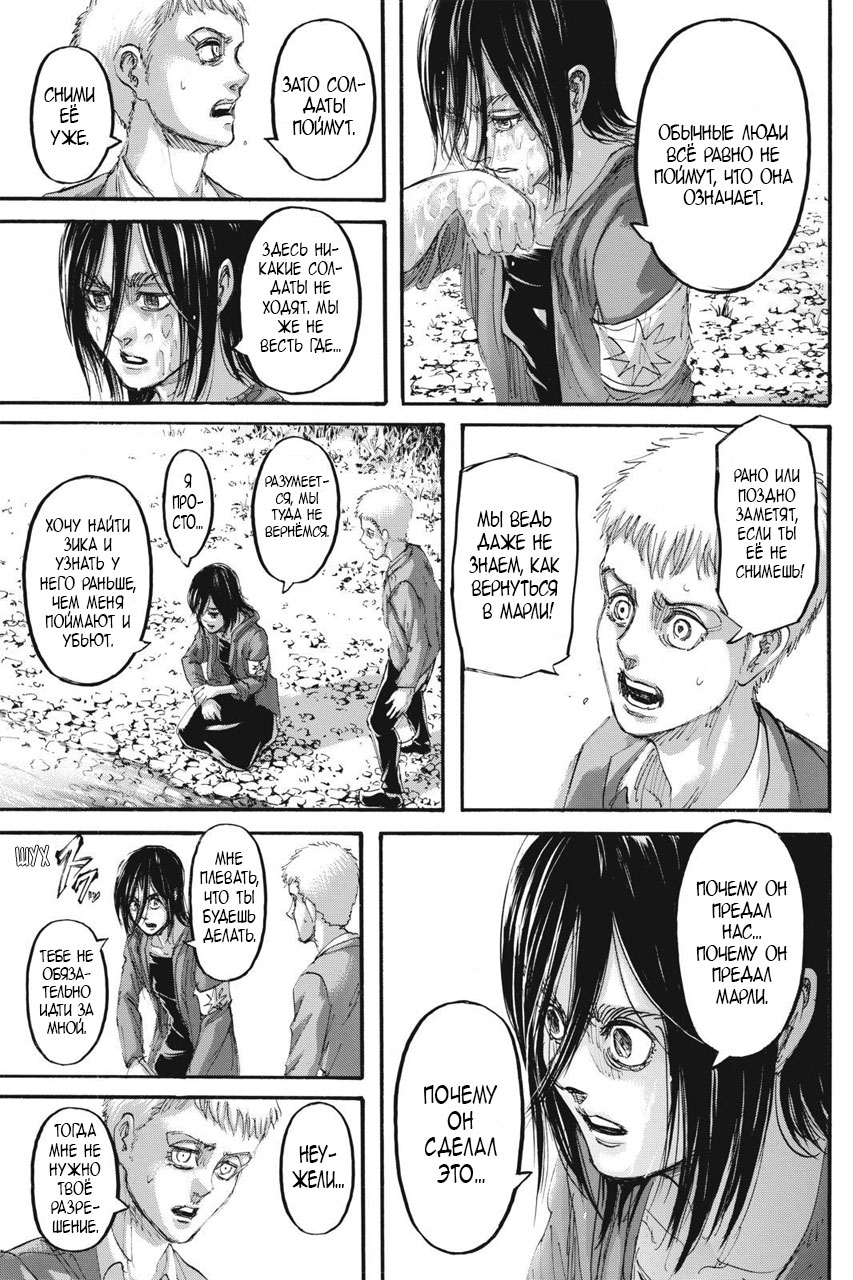 ОБЫЧНЫЕ ЛЮДИ
ВСЁ РАВНО НЕ
ПОЙМУТ, ЧТО ОНА
ОЗНАЧАЕТ.
ЗАТО СОЛ-
ДАТЫ
ПОЙМУТ.
СНИМИ
ЕЁ
УЖЕ.
ЗДЕСЬ НИ-
КАКИЕ СОЛ-
ДАТЫ НЕ
ХОДЯТ. МЫ
ЖЕ НЕ
ВЕСТЬ ГДЕ...
РАНО ИЛИ
ПОЗДНО
ЗАМЕТЯТ,
ЕСЛИ ТЫ
ЕЁ НЕ
СНИМЕШЬ!
МЫ ВЕДЬ
ДАЖЕ НЕ
ЗНАЕМ, КАК
ВЕРНУТЬСЯ
В МАРЛИ!
РАЗУМЕЕТ-
СЯ, МЫ
ТУДА НЕ
ВЕРНЁМСЯ.
Я
ПРО-
СТО...
ХОЧУ НАЙТИ
ЗИКА И
УЗНАТЬ У
НЕГО РАНЬШЕ,
ЧЕМ МЕНЯ
ПОЙМАЮТ И
УБЬЮТ.
ПОЧЕМУ ОН
ПРЕДАЛ
НАС...
ПОЧЕМУ ОН
ПРЕДАЛ
МАРЛИ.
ПОЧЕМУ
ОН
СДЕЛАЛ
ЭТО...
МНЕ
ПЛЕВАТЬ,
ЧТО ТЫ
БУДЕШЬ
ДЕЛАТЬ.
ШУХ
ТЕБЕ НЕ
ОБЯЗА-
ТЕЛЬНО
ИДТИ ЗА
МНОЙ.
НЕУ-
ЖЕЛИ...
ТОГДА
МНЕ НЕ
НУЖНО
ТВОЁ
РАЗРЕ-
ШЕНИЕ.